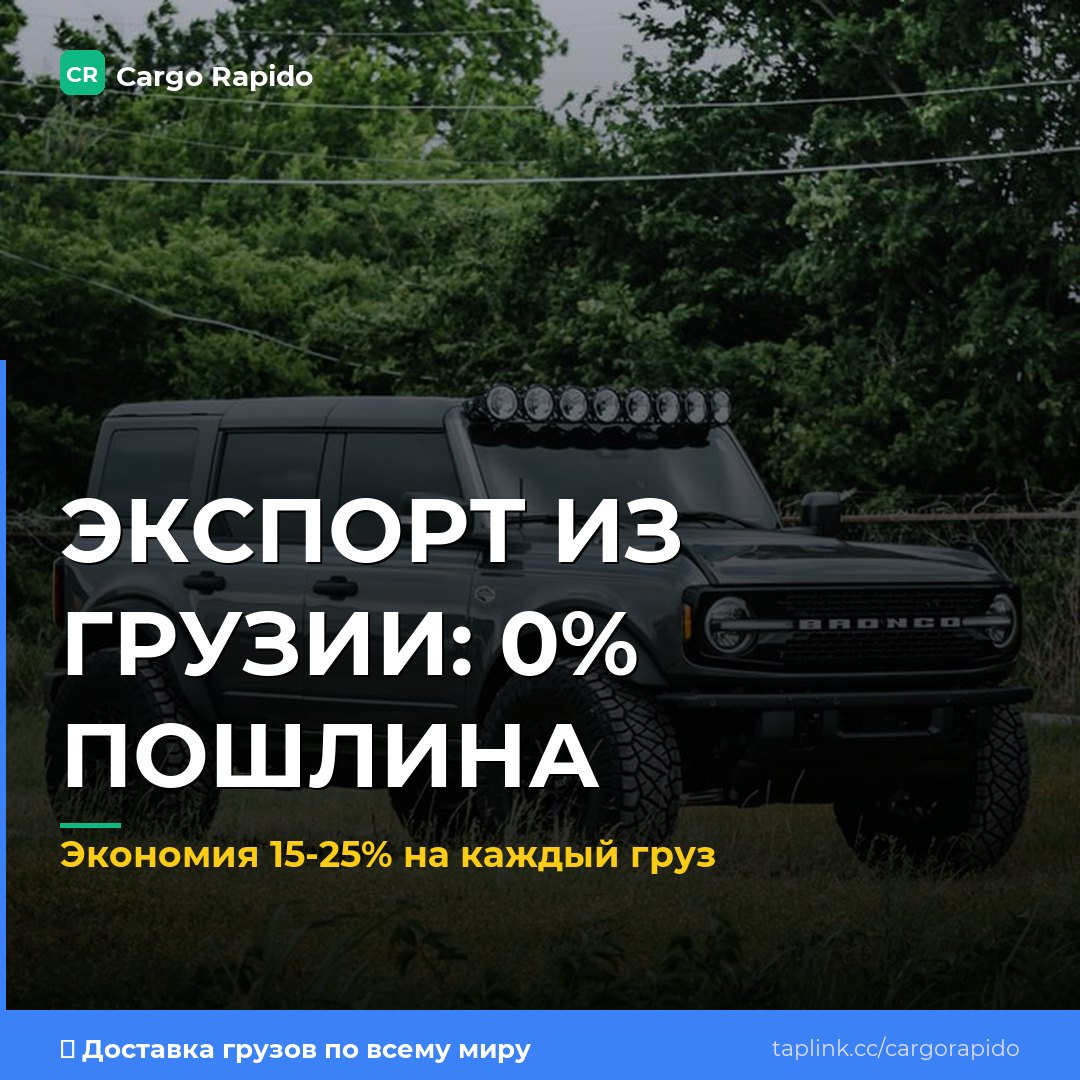 CR Cargo Rapido
ЭКСПОРТ ИЗ
ГРУЗИИ: 0%
ПОШЛИНА
Экономия 15-25% на каждый груз
Доставка грузов по всему миру
taplink.cc/cargorapido
BRONCO